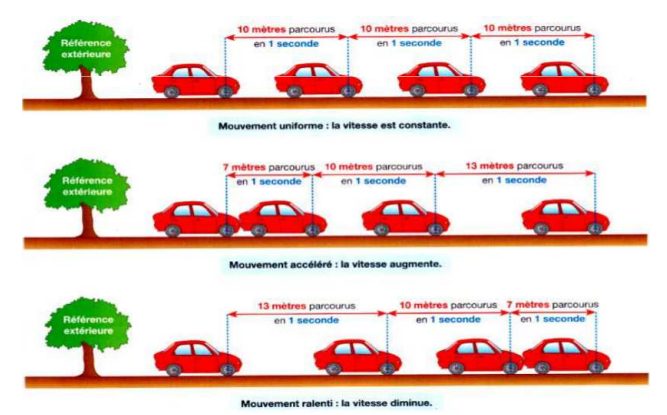 10 mètres parcourus 10 mètres parcourus 10 mètres parcourus
en 1 seconde en 1 seconde en 1 seconde
Référence
extérieure
Mouvement uniforme : la vitesse est constante.
7 mètres parcourus 10 mètres parcourus 13 mètres parcourus
en 1 seconde en 1 seconde en 1 seconde
Référence
extérieure
Mouvement accéléré : la vitesse augmente.
13 mètres parcourus 10 mètres parcourus 7 mètres parcourus
en 1 seconde en 1 seconde en 1 seconde
Référence
extérieure
Mouvement ralenti : la vitesse diminue.